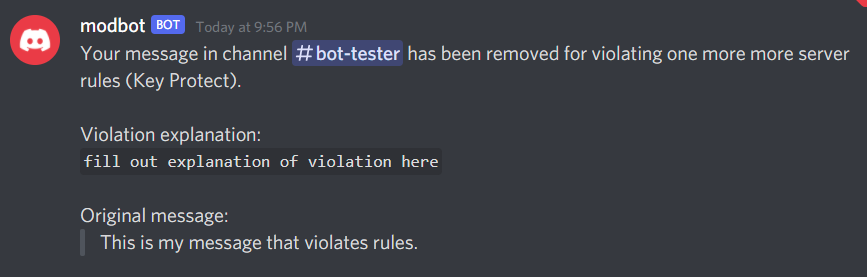 modbot BOT Today at 9:56 PM
Your message in channel #bot-tester has been removed for violating one more more server
rules (Key Protect).
Violation explanation:
fill out explanation of violation here
Original message:
This is my message that violates rules.